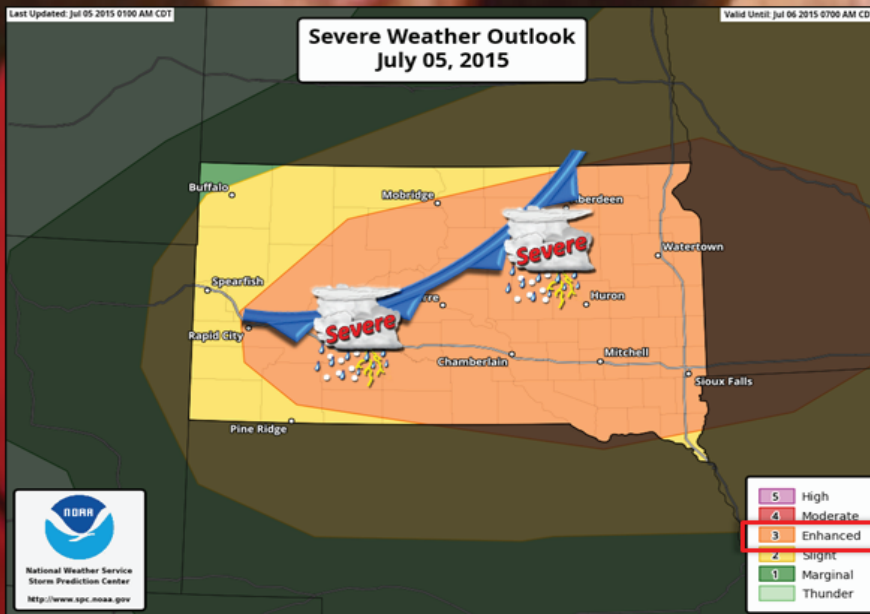 Last Updated: Jul 05 2015 0100 AM CDT
Valid Until: Jul 06 2015 0700 AM CD
Severe Weather Outlook
July 05, 2015
Buffalo
Mobridge
berdeen
Severe
Watertown
Spearfish
rre
Huron
Rapid City
Severe
Chamberlain
Mitchell
Sioux Falls
Pine Ridge
5 High
4 Moderate
3 Enhanced
2 Slight
1 Marginal
Thunder
NOAA
National Weather Service
Storm Prediction Center
http://www.spc.noaa.gov